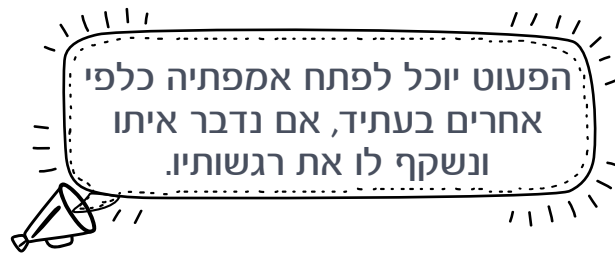 הפעוט יוכל לפתח אמפתיה כלפי
אחרים בעתיד, אם נדבר איתו
ונשקף לו את רגשותיו.